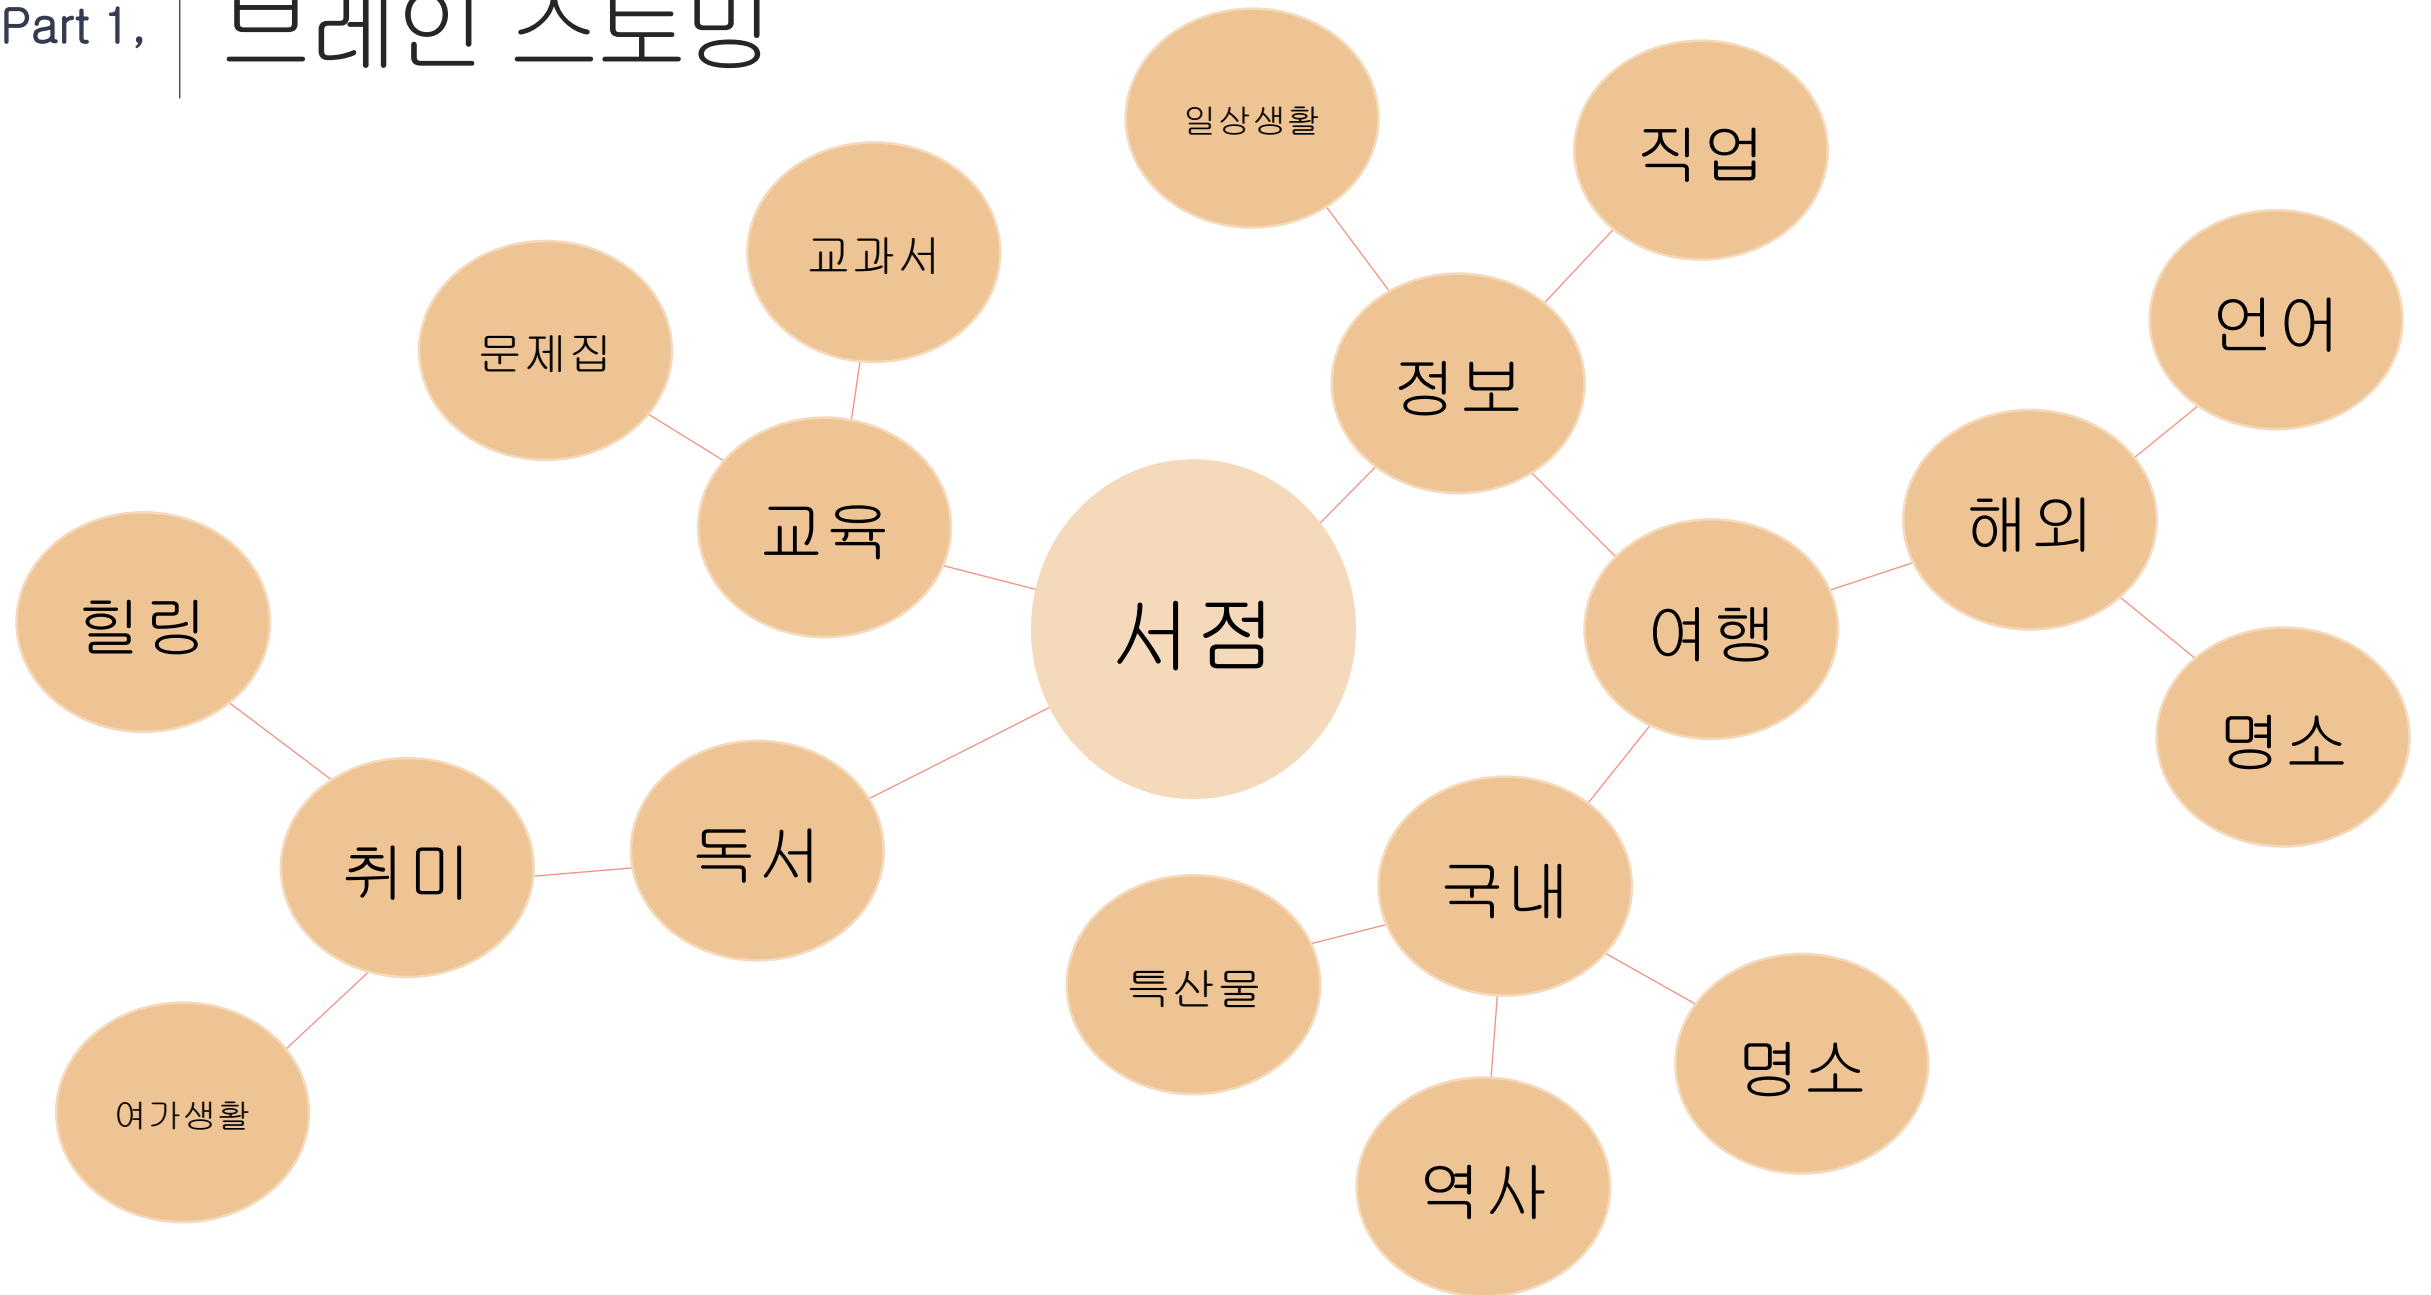 Part 1,
브레인 스토밍
일상생활
직업
교과서
문제집
정보
언어
교육
해외
서점
힐링
여행
명소
독서
취미
국내
특산물
명소
여가생활
역사